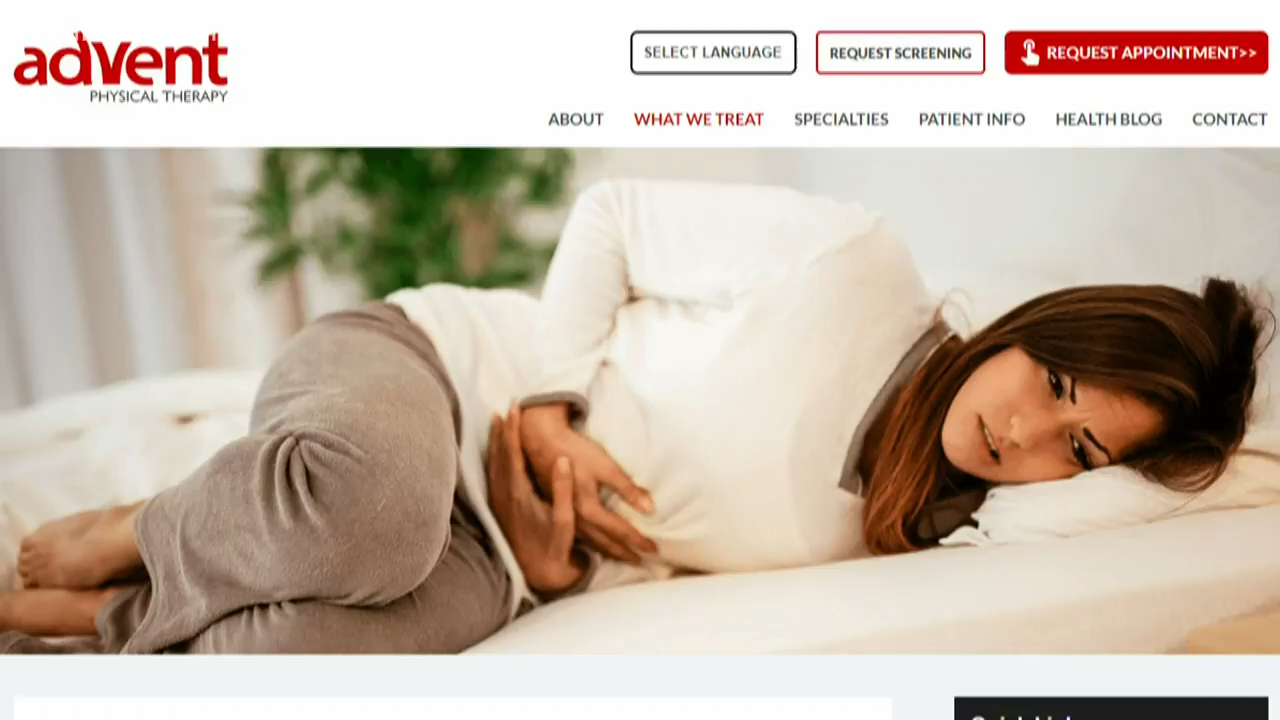 advent
PHYSICAL THERAPY
SELECT LANGUAGE
REQUEST SCREENING
REQUEST APPOINTMENT>>
ABOUT
WHAT WE TREAT
SPECIALTIES
PATIENT INFO
HEALTH BLOG
CONTACT